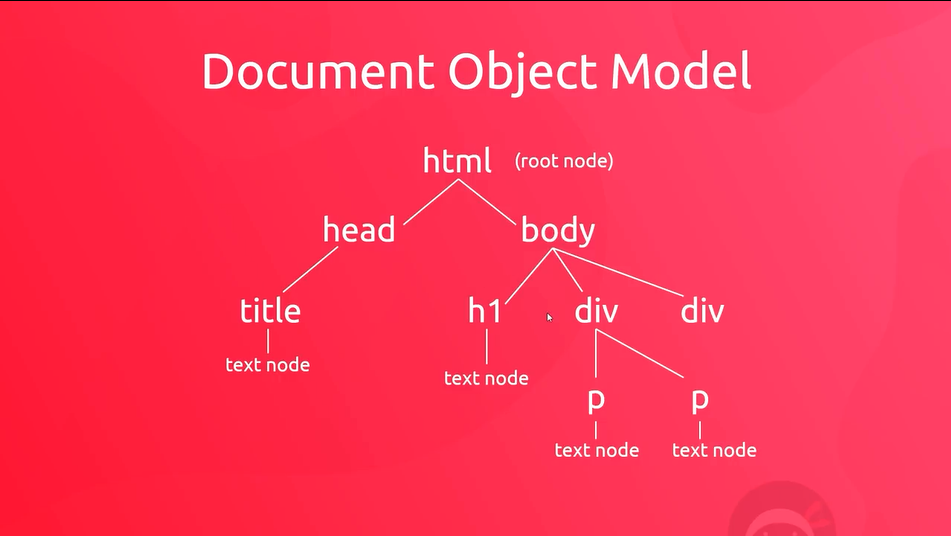 Document Object Model
html (root node)
head body
title h1 div div
text node
text node
p p
text node text node